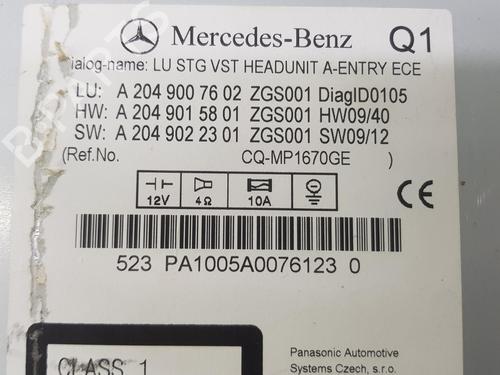 Mercedes-Benz Q1
Dialog-name: LU STG VST HEADUNIT A-ENTRY ECE
LU: A 204 900 76 02 ZGS001 DiagID0105
HW: A 204 901 58 01 ZGS001 HW09/40
SW: A 204 902 23 01 ZGS001 SW09/12
(Ref.No. CQ-MP1670GE )
12V 4Ω 10A
CE
523 PA1005A0076123 0
CLASS 1
Panasonic Automotive
Systems Czech, s.r.o.